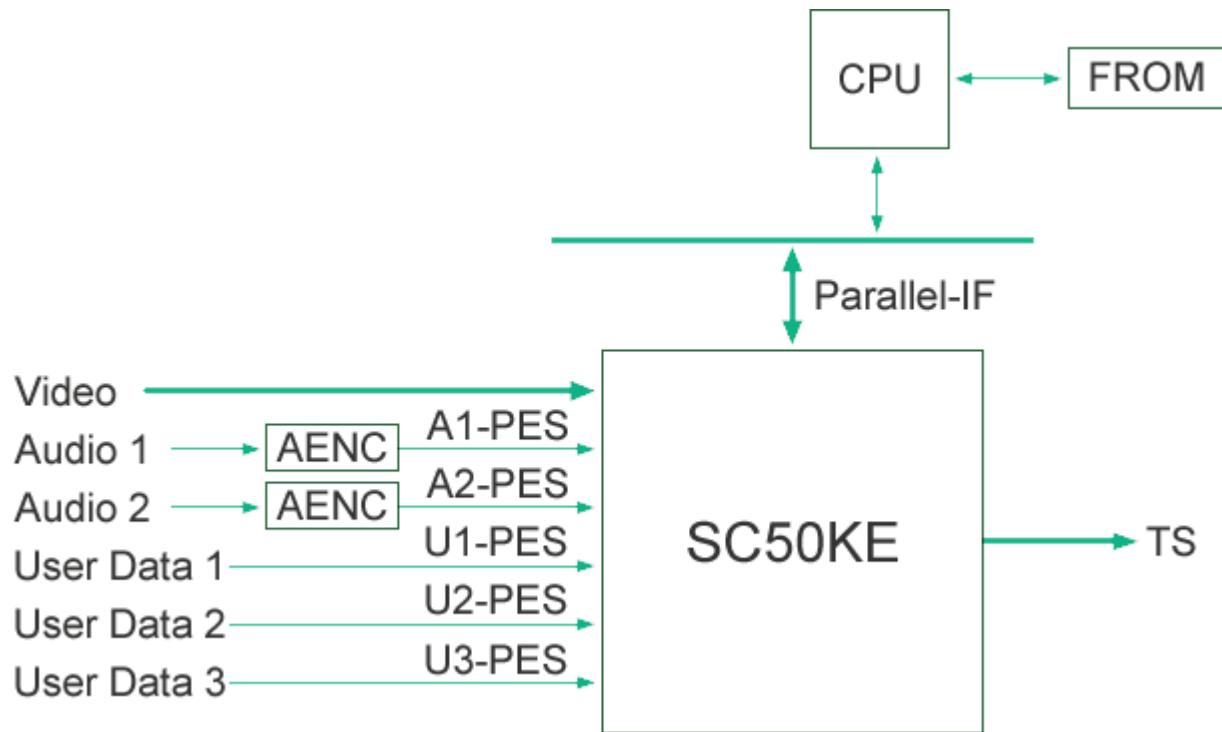 CPU
FROM
Parallel-IF
Video
Audio 1
AENC
A1-PES
Audio 2
AENC
A2-PES
User Data 1
U1-PES
User Data 2
U2-PES
User Data 3
U3-PES
SC50KE
TS